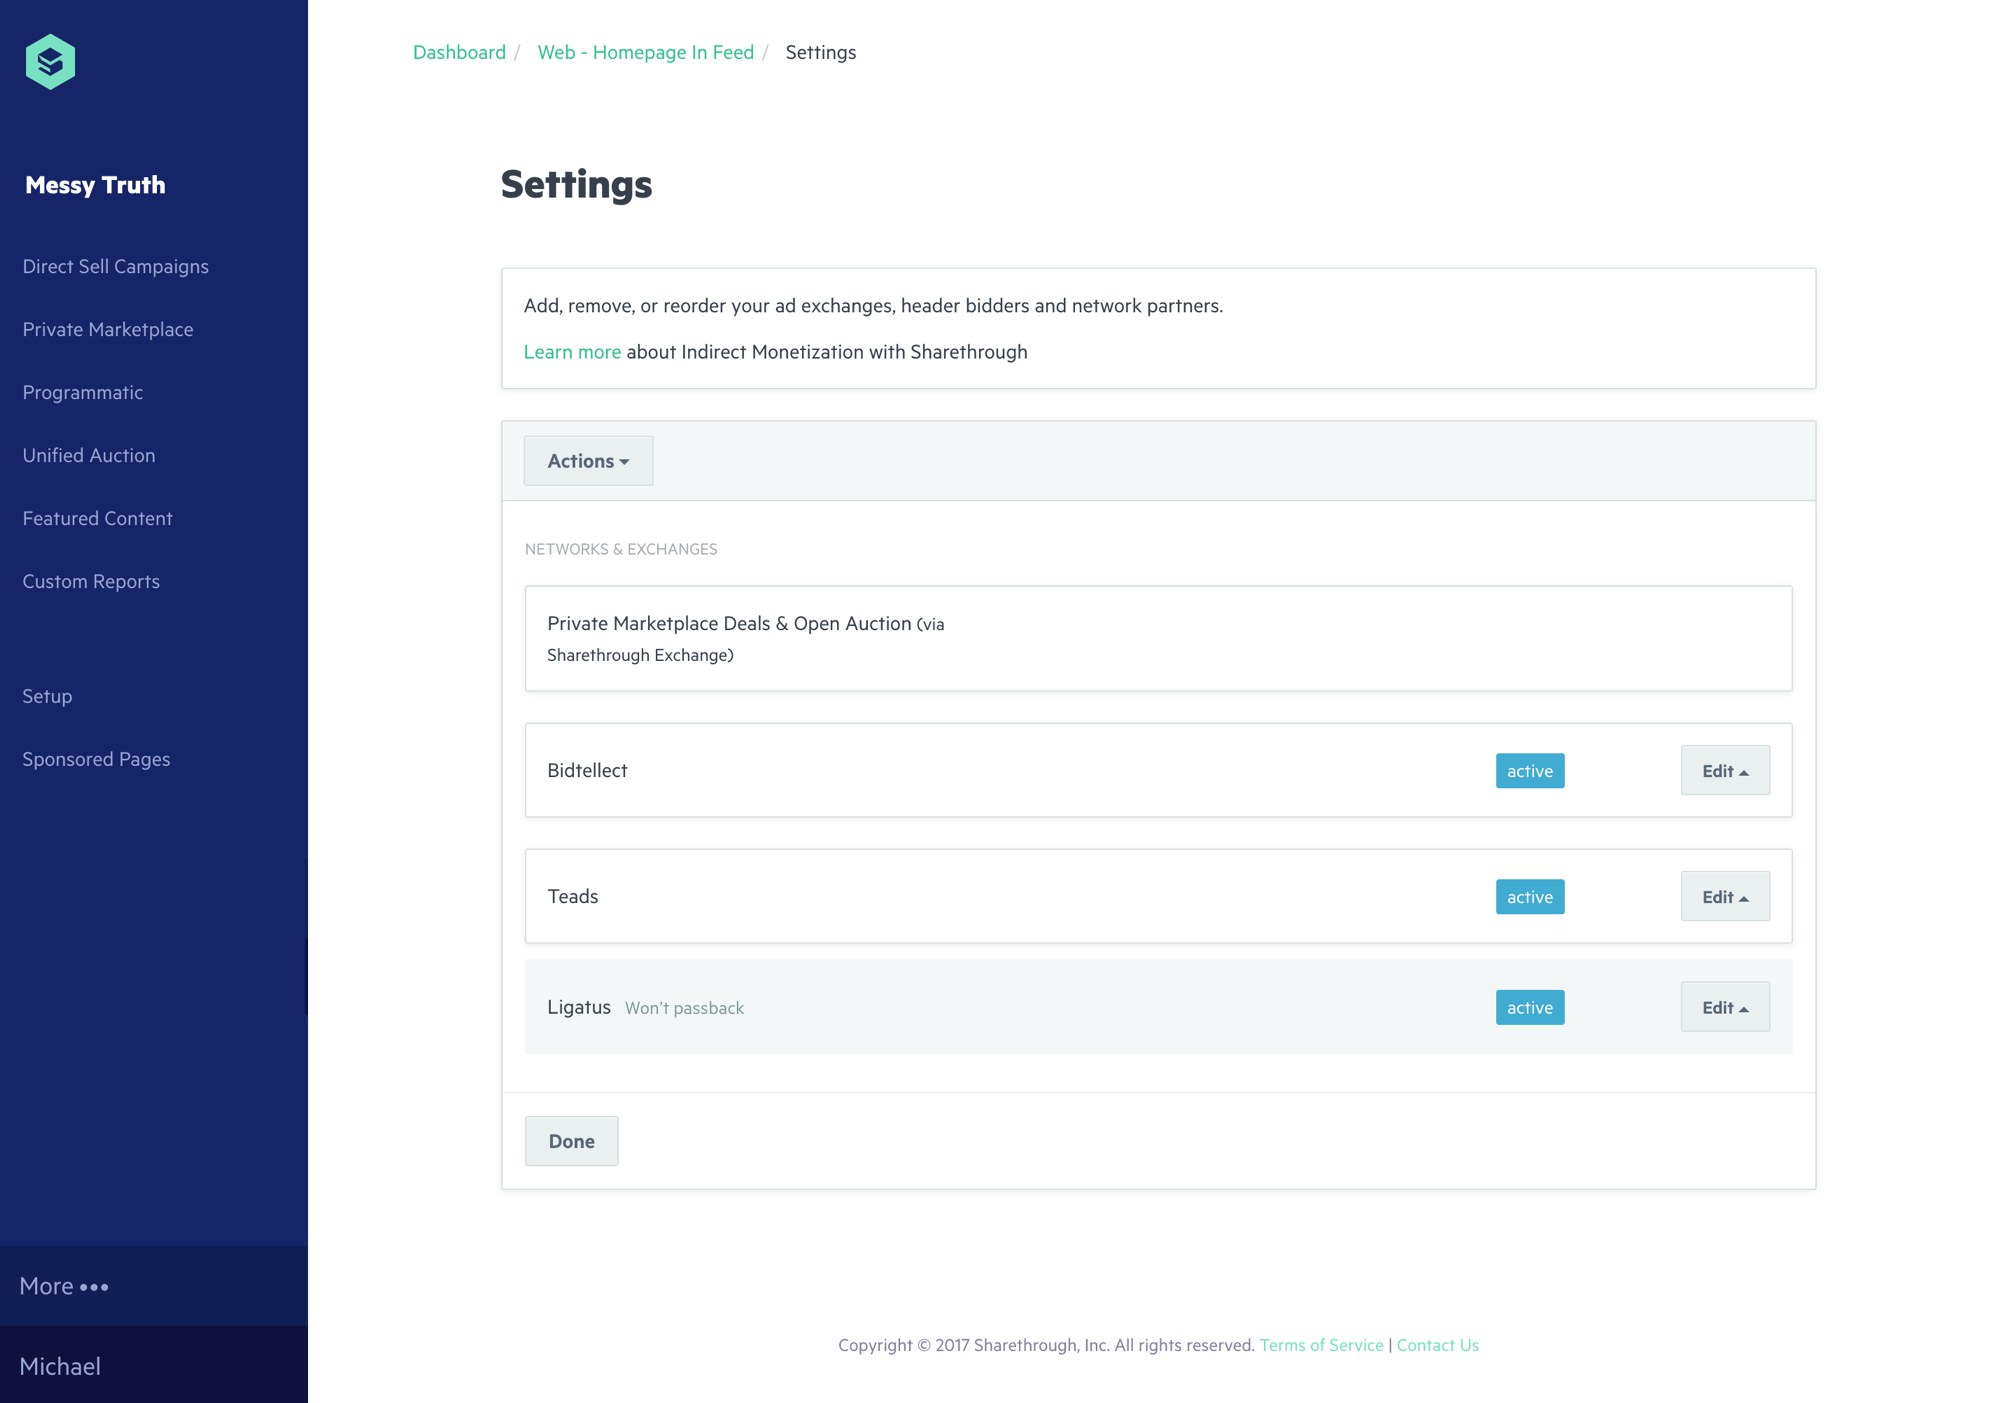 Dashboard / Web - Homepage In Feed / Settings
Messy Truth
Direct Sell Campaigns
Private Marketplace
Programmatic
Unified Auction
Featured Content
Custom Reports
Setup
Sponsored Pages
More •••
Michael
Settings
Add, remove, or reorder your ad exchanges, header bidders and network partners.
Learn more about Indirect Monetization with Sharethrough
Actions
NETWORKS & EXCHANGES
Private Marketplace Deals & Open Auction (via
Sharethrough Exchange)
Bidtellect active Edit
Teads active Edit
Ligatus Won't passback active Edit
Done
Copyright © 2017 Sharethrough, Inc. All rights reserved. Terms of Service | Contact Us